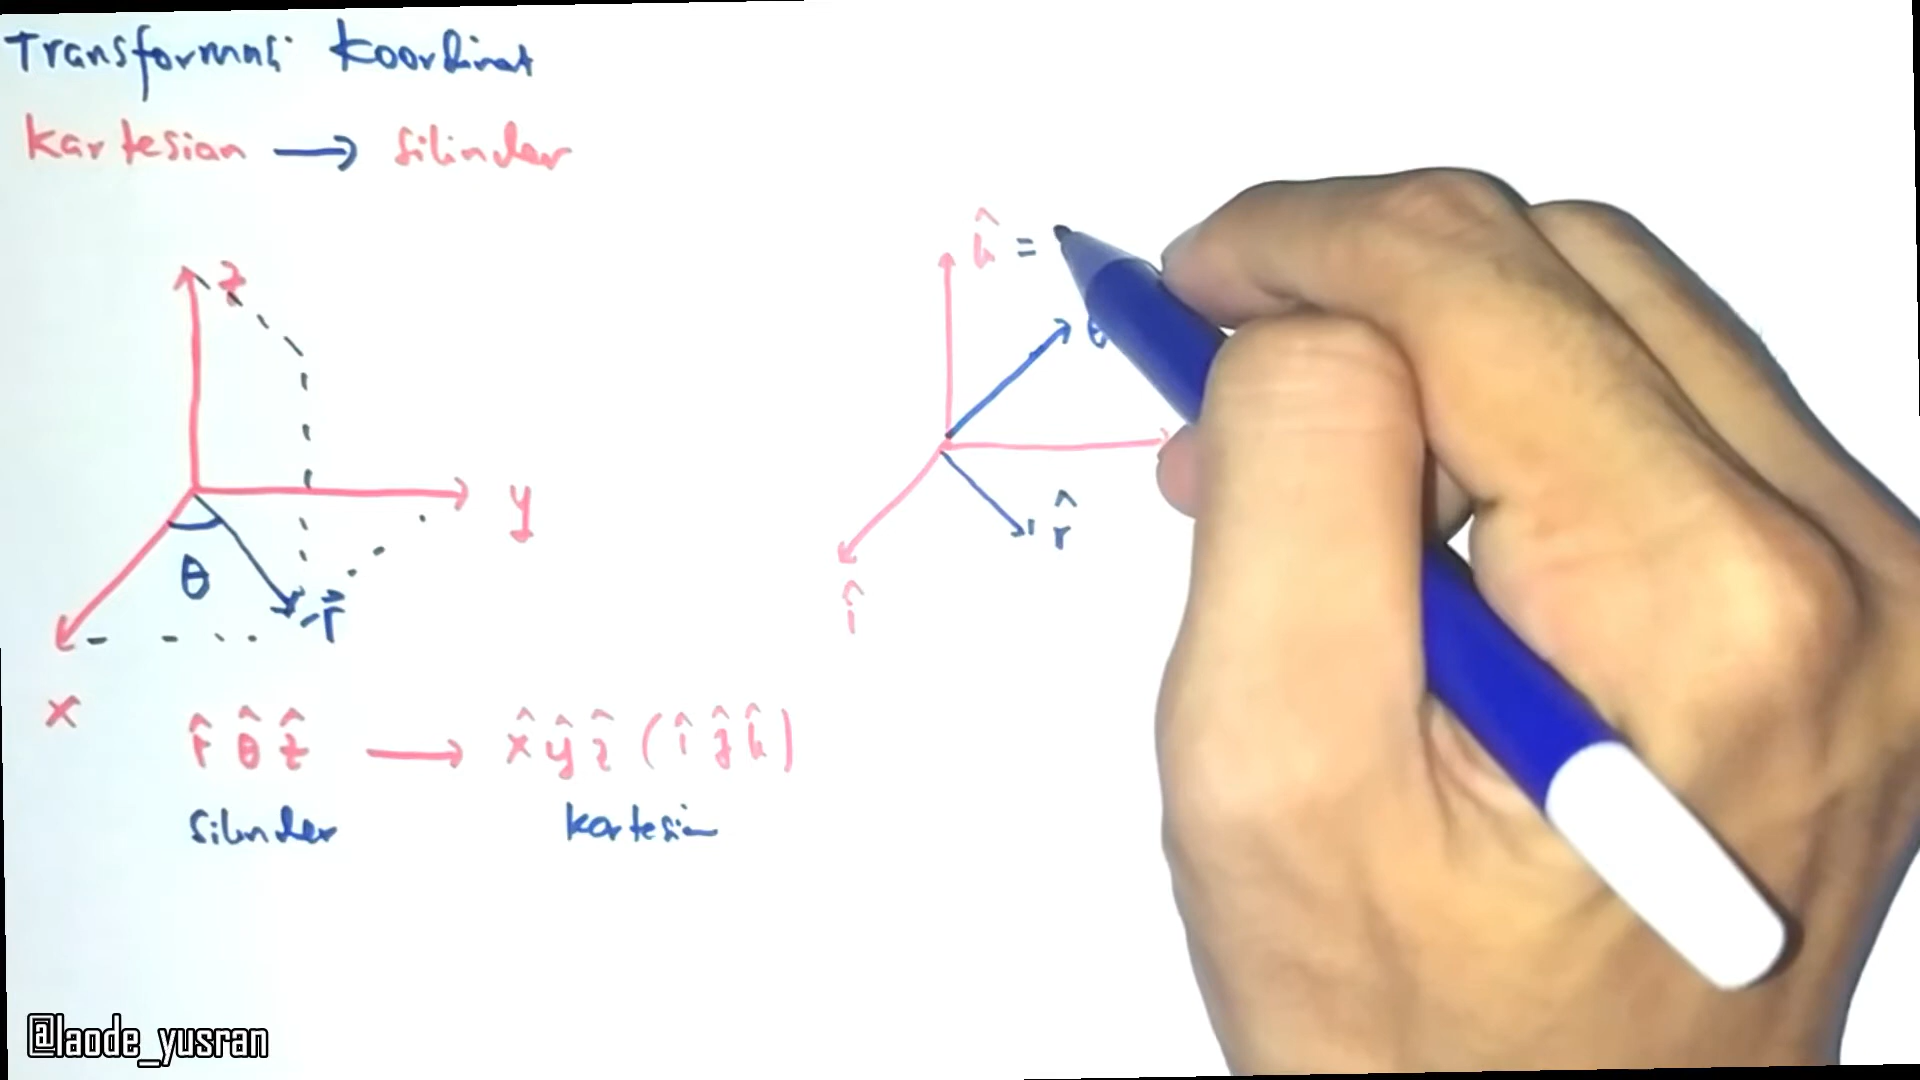 Transformasi Koordinat
Kartesian → Silinder
z
y
θ
r⃗
x
r̂ θ̂ ẑ → x̂ ŷ ẑ ( î ĵ k̂ )
Silinder kartesian
k̂ =
θ
r̂
î
@laode_yusran